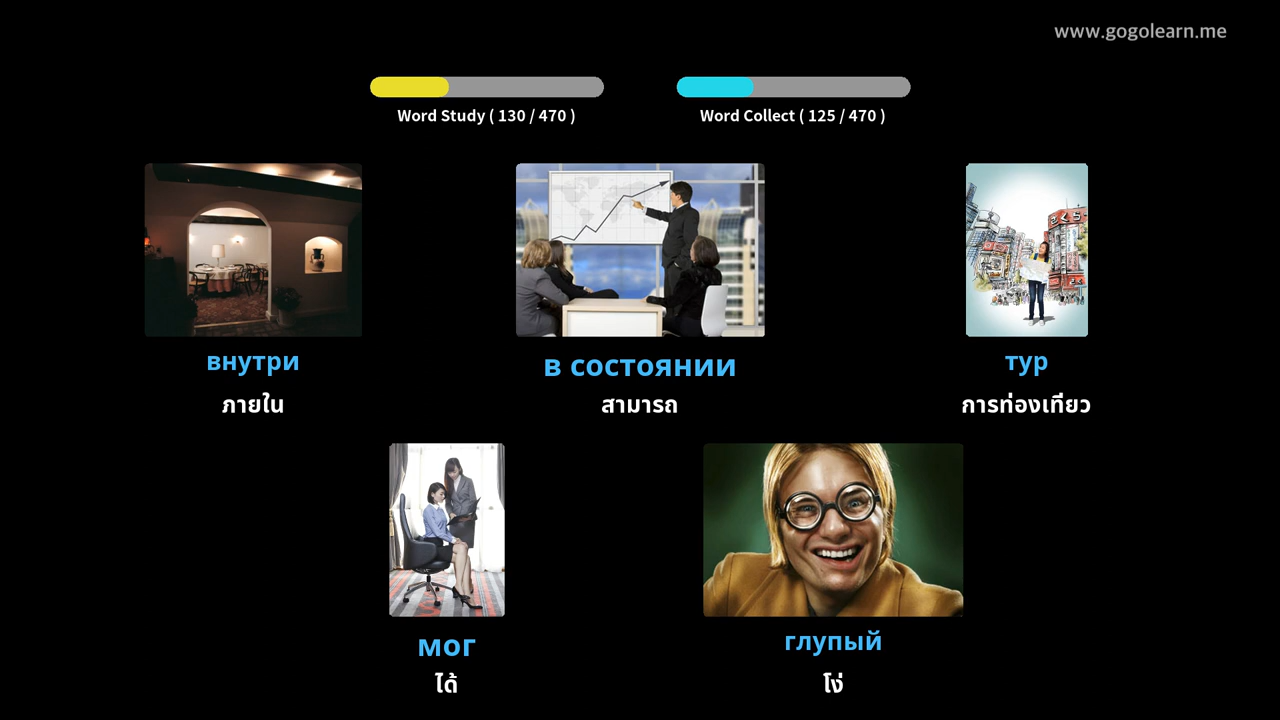 www.gogolearn.me
Word Study ( 130 / 470 )
Word Collect ( 125 / 470 )
внутри
в состоянии
тур
ภายใน
สามารถ
การท่องเที่ยว
мог
глупый
ได้
โง่